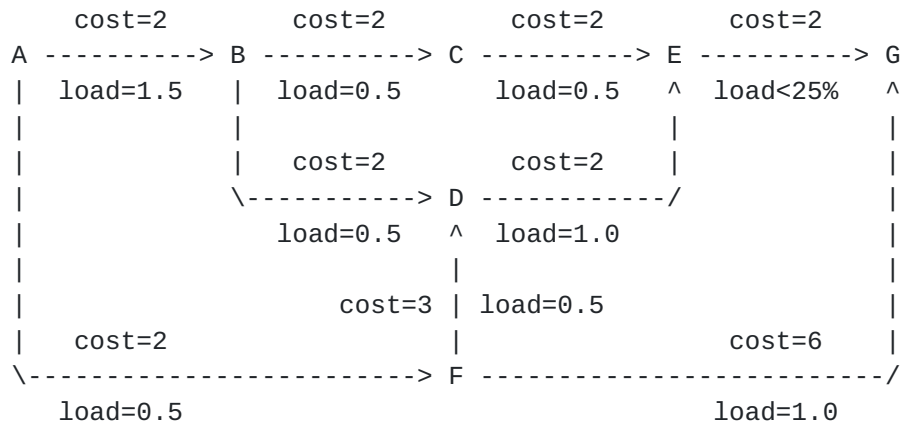 cost=2 cost=2 cost=2 cost=2
A ----------> B ----------> C ----------> E ----------> G
| load=1.5 | load=0.5 load=0.5 ^ load<25% ^
| | | |
| | cost=2 cost=2 | |
| \-----------> D ------------/ |
| load=0.5 ^ load=1.0 |
| | |
| cost=3 | load=0.5 |
| cost=2 | cost=6 |
\-------------------------> F --------------------------/
load=0.5 load=1.0